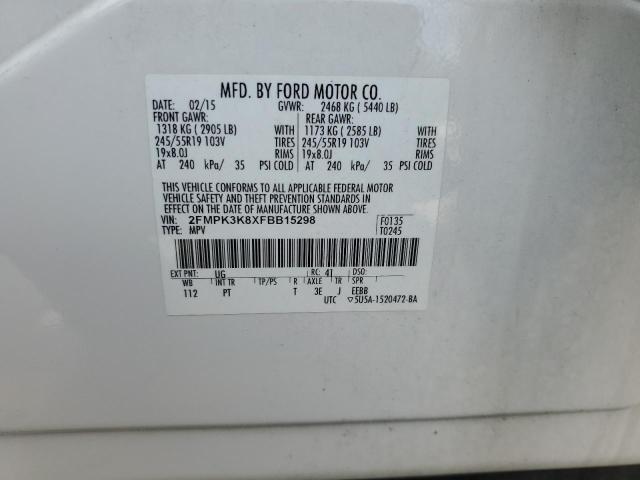 MFD. BY FORD MOTOR CO.
DATE: 02/15 GVWR: 2468 KG ( 5440 LB)
FRONT GAWR: REAR GAWR:
1318 KG ( 2905 LB) WITH 1173 KG ( 2585 LB) WITH
245/55R19 103V TIRES 245/55R19 103V TIRES
19x8.0J RIMS 19x8.0J RIMS
AT 240 kPa/ 35 PSI COLD AT 240 kPa/ 35 PSI COLD
THIS VEHICLE CONFORMS TO ALL APPLICABLE FEDERAL MOTOR
VEHICLE SAFETY AND THEFT PREVENTION STANDARDS IN
EFFECT ON THE DATE OF MANUFACTURE SHOWN ABOVE.
VIN: 2FMPK3K8XFBB15298 F0135
TYPE: MPV T0245
EXT PNT: UG RC: 41 DSO:
WB INT TR TP/PS R AXLE TR SPR
112 PT T 3E J EEBB
UTC ▽5U5A-1520472-BA